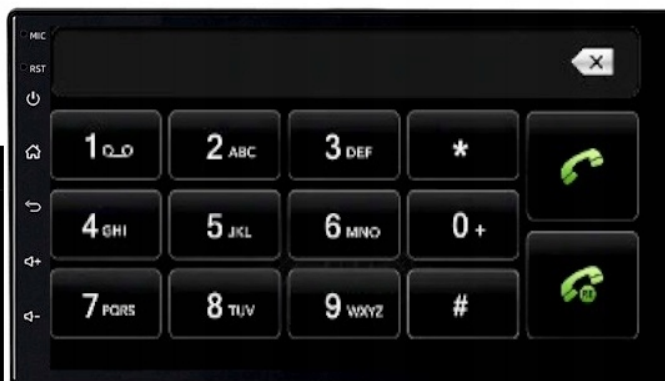 MIC
RST
1 2 ABC 3 DEF *
4 GHI 5 JKL 6 MNO 0 +
7 PQRS 8 TUV 9 WXYZ #
RE